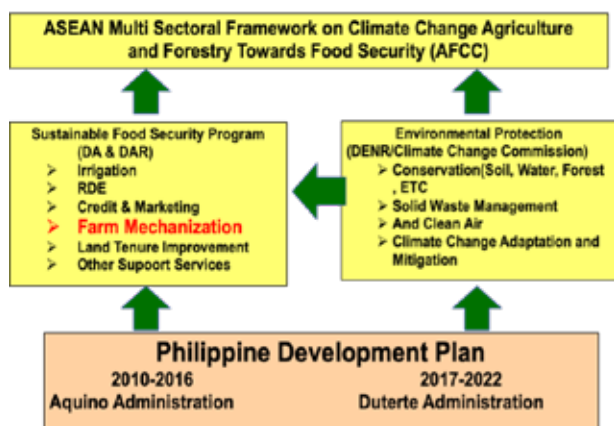 ASEAN Multi Sectoral Framework on Climate Change Agriculture
and Forestry Towards Food Security (AFCC)
Sustainable Food Security Program
(DA & DAR)
➤ Irrigation
➤ RDE
➤ Credit & Marketing
➤ Farm Mechanization
➤ Land Tenure Improvement
➤ Other Supoort Services
Environmental Protection
(DENR/Climate Change Commission)
➤ Conservation(Soil, Water, Forest
, ETC
➤ Solid Waste Management
➤ And Clean Air
➤ Climate Change Adaptation and
Mitigation
Philippine Development Plan
2010-2016
Aquino Administration
2017-2022
Duterte Administration